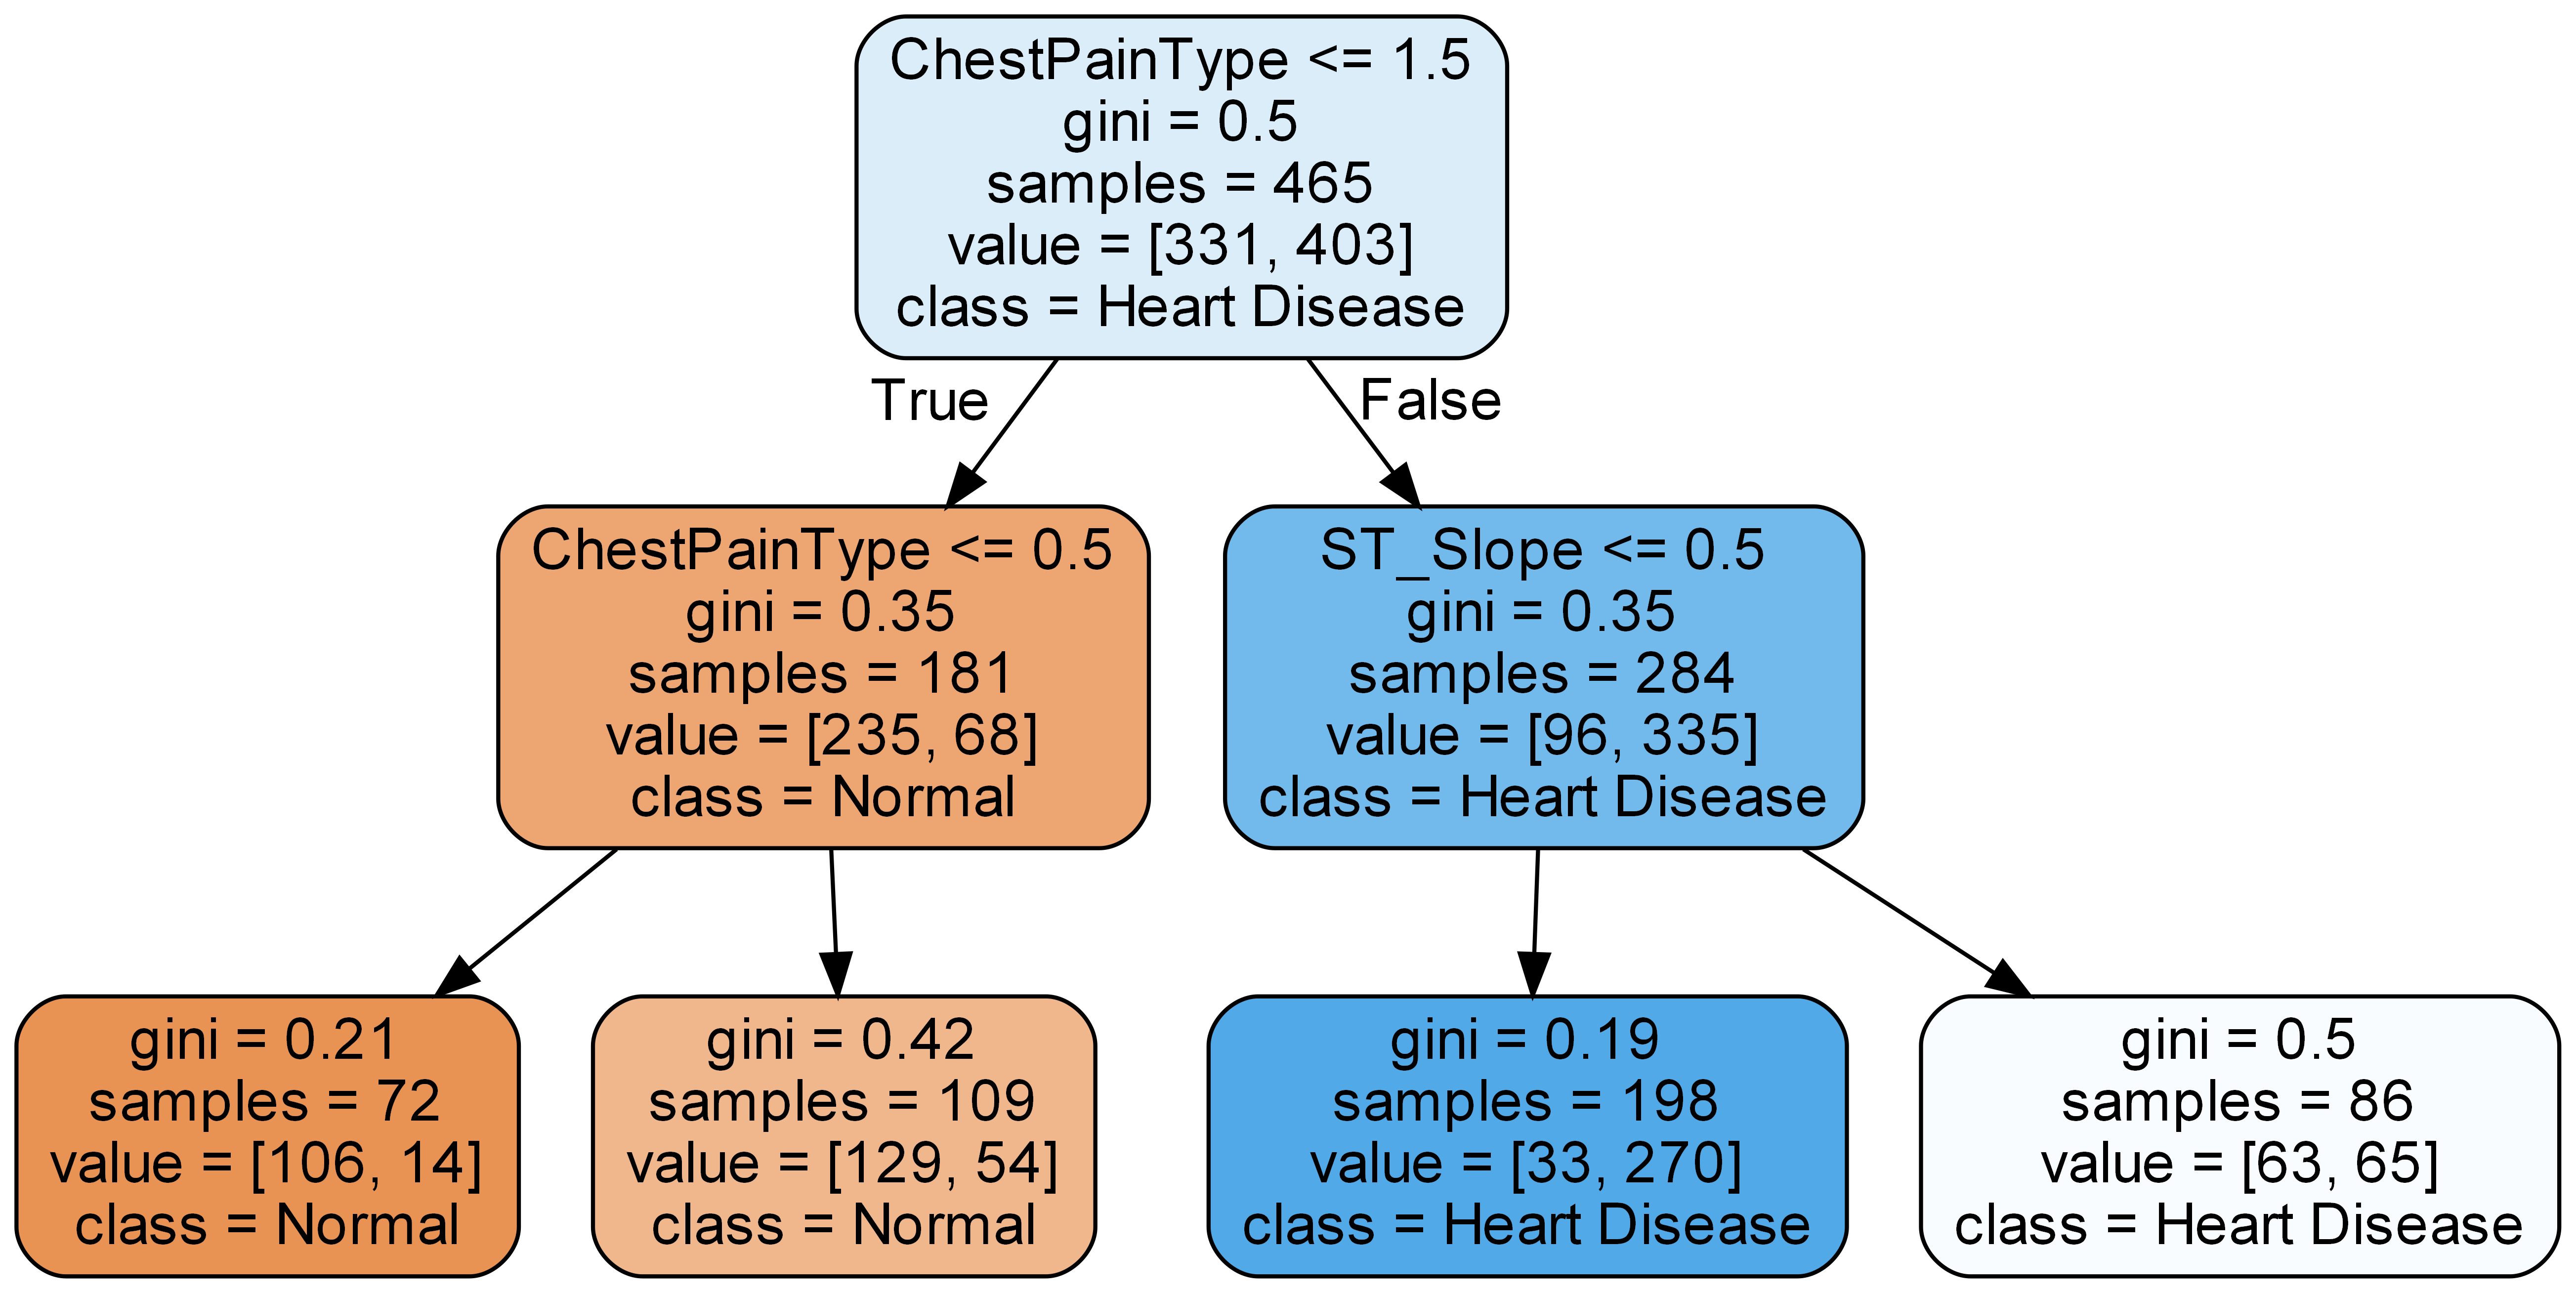 ChestPainType <= 1.5
gini = 0.5
samples = 465
value = [331, 403]
class = Heart Disease
True
False
ChestPainType <= 0.5
gini = 0.35
samples = 181
value = [235, 68]
class = Normal
ST_Slope <= 0.5
gini = 0.35
samples = 284
value = [96, 335]
class = Heart Disease
gini = 0.21
samples = 72
value = [106, 14]
class = Normal
gini = 0.42
samples = 109
value = [129, 54]
class = Normal
gini = 0.19
samples = 198
value = [33, 270]
class = Heart Disease
gini = 0.5
samples = 86
value = [63, 65]
class = Heart Disease